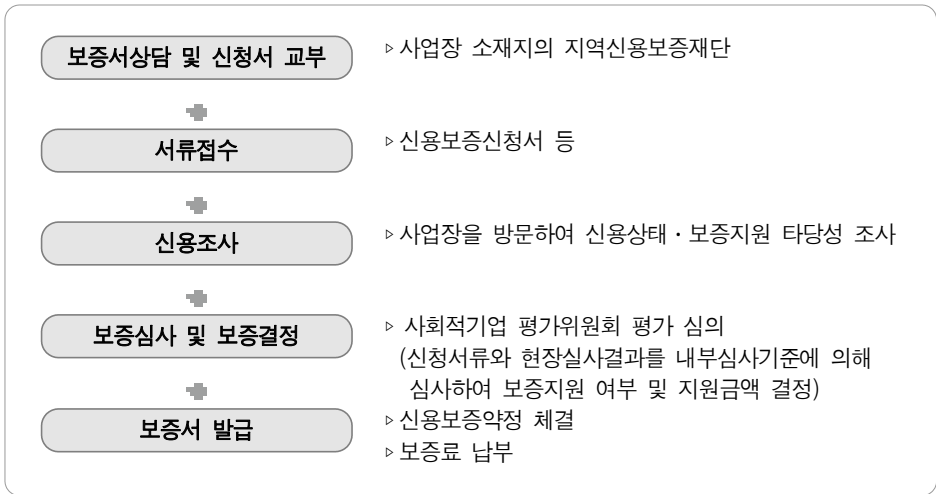 보증서상담 및 신청서 교부
▹사업장 소재지의 지역신용보증재단
서류접수
▹신용보증신청서 등
신용조사
▹사업장을 방문하여 신용상태·보증지원 타당성 조사
보증심사 및 보증결정
▹ 사회적기업 평가위원회 평가 심의
(신청서류와 현장실사결과를 내부심사기준에 의해
심사하여 보증지원 여부 및 지원금액 결정)
보증서 발급
▹신용보증약정 체결
▹보증료 납부